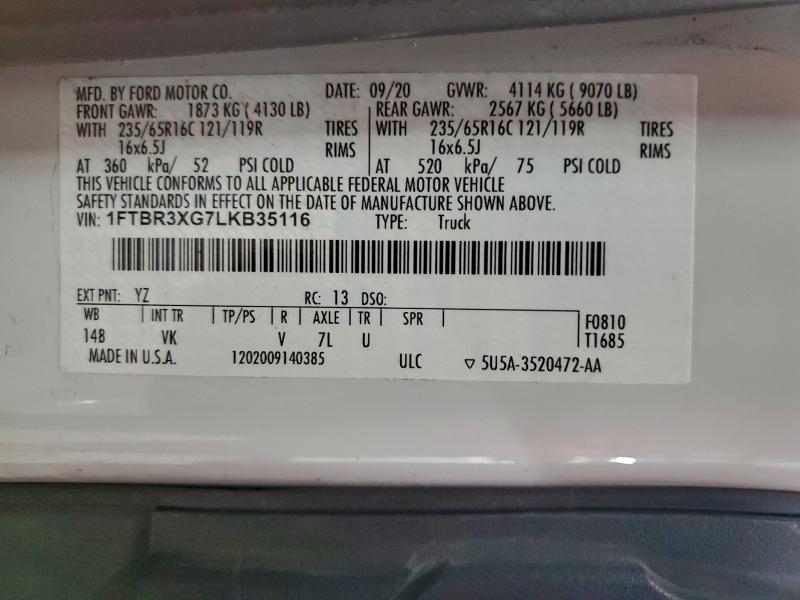 MFD. BY FORD MOTOR CO. DATE: 09/20 GVWR: 4114 KG ( 9070 LB)
FRONT GAWR: 1873 KG ( 4130 LB) REAR GAWR: 2567 KG ( 5660 LB)
WITH 235/65R16C 121/119R TIRES WITH 235/65R16C 121/119R TIRES
16x6.5J RIMS 16x6.5J RIMS
AT 360 kPa/ 52 PSI COLD AT 520 kPa/ 75 PSI COLD
THIS VEHICLE CONFORMS TO ALL APPLICABLE FEDERAL MOTOR VEHICLE
SAFETY STANDARDS IN EFFECT ON THE DATE OF MANUFACTURE SHOWN ABOVE.
VIN: 1FTBR3XG7LKB35116 TYPE: Truck
EXT PNT: YZ RC: 13 DSO:
WB INT TR TP/PS R AXLE TR SPR F0810
148 VK V 7L U T1685
MADE IN U.S.A. 1202009140385 ULC ▽ 5U5A-3520472-AA